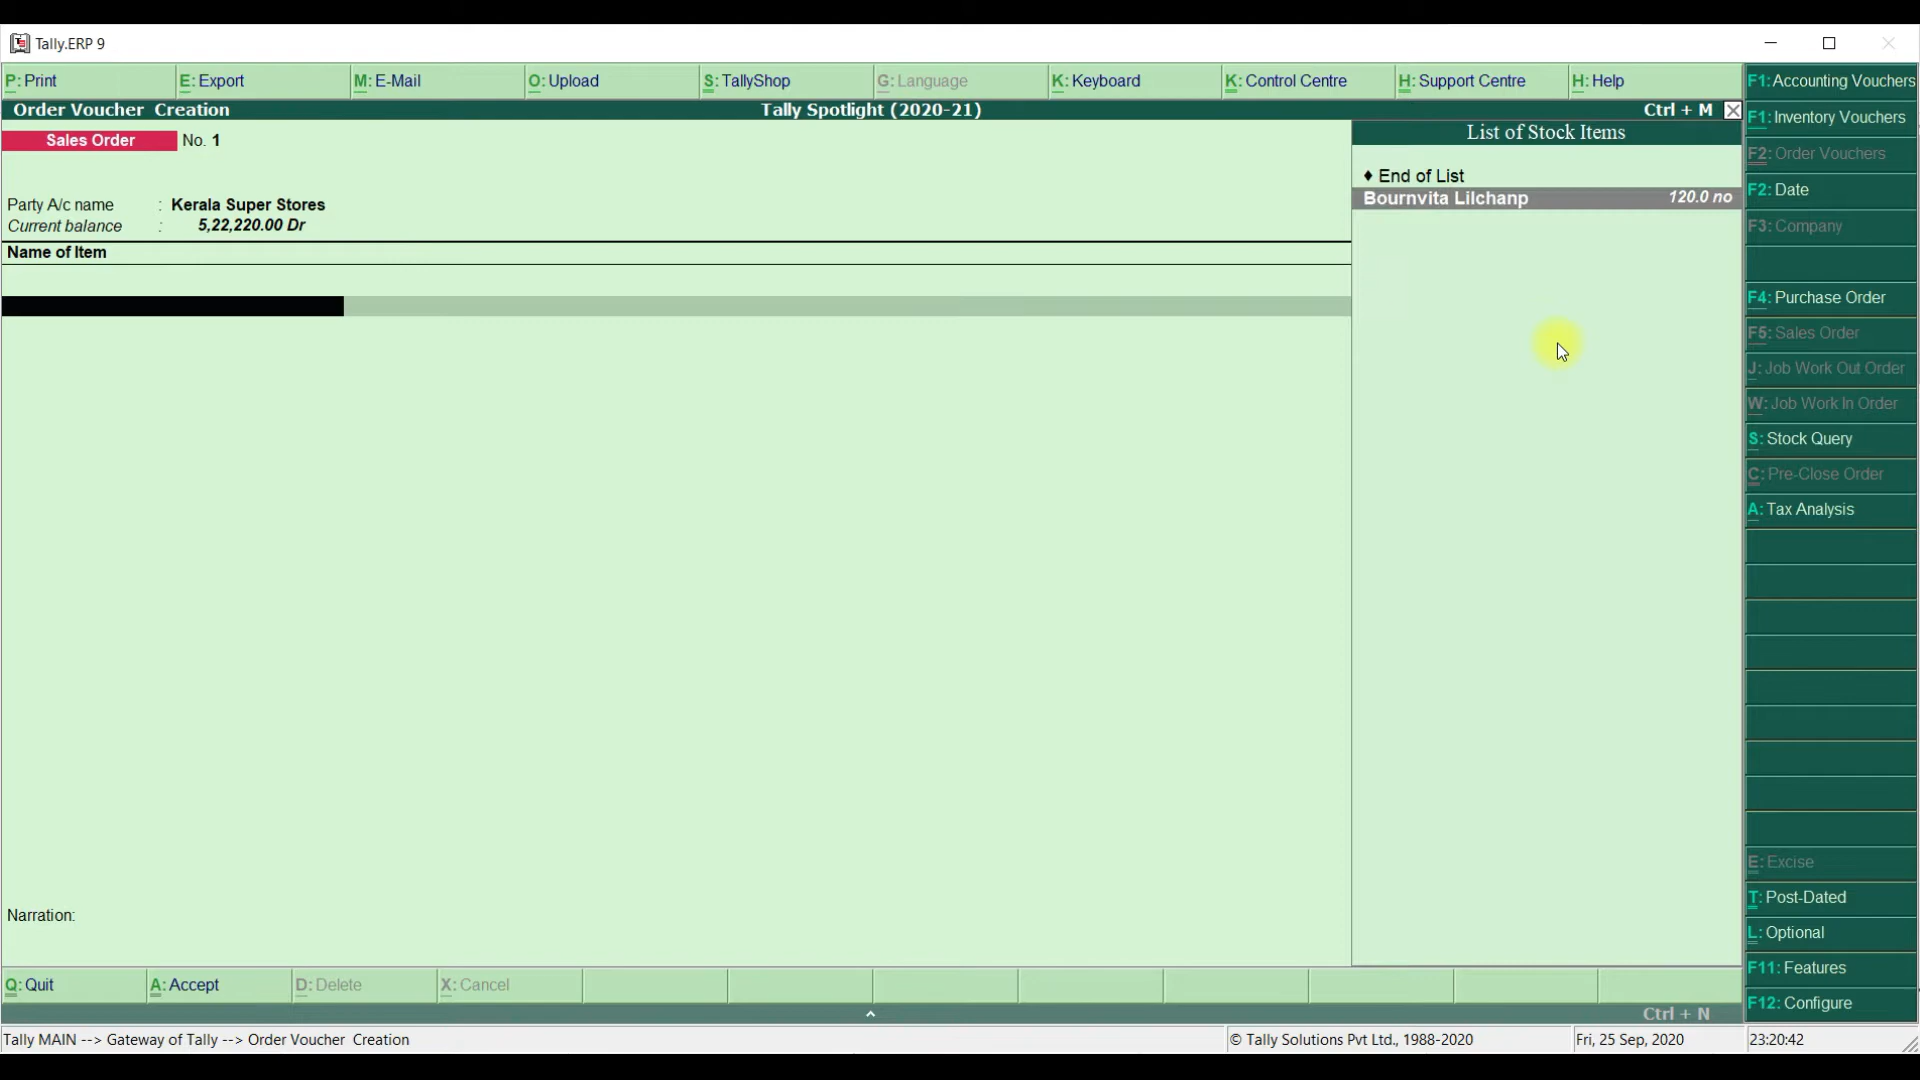 Tally.ERP 9
P: Print E: Export M: E-Mail O: Upload S: TallyShop G: Language K: Keyboard K: Control Centre H: Support Centre H: Help
Order Voucher Creation Tally Spotlight (2020-21) Ctrl + M
Sales Order No. 1
Party A/c name : Kerala Super Stores
Current balance : 5,22,220.00 Dr
Name of Item
List of Stock Items
♦ End of List
Bournvita Lilchanp 120.0 no
F1: Accounting Vouchers
F1: Inventory Vouchers
F2: Order Vouchers
F2: Date
F3: Company
F4: Purchase Order
F5: Sales Order
J: Job Work Out Order
W: Job Work In Order
S: Stock Query
C: Pre-Close Order
A: Tax Analysis
E: Excise
T: Post-Dated
L: Optional
F11: Features
F12: Configure
Narration:
Q: Quit A: Accept D: Delete X: Cancel
Ctrl + N
Tally MAIN --> Gateway of Tally --> Order Voucher Creation © Tally Solutions Pvt Ltd., 1988-2020 Fri, 25 Sep, 2020 23:20:42